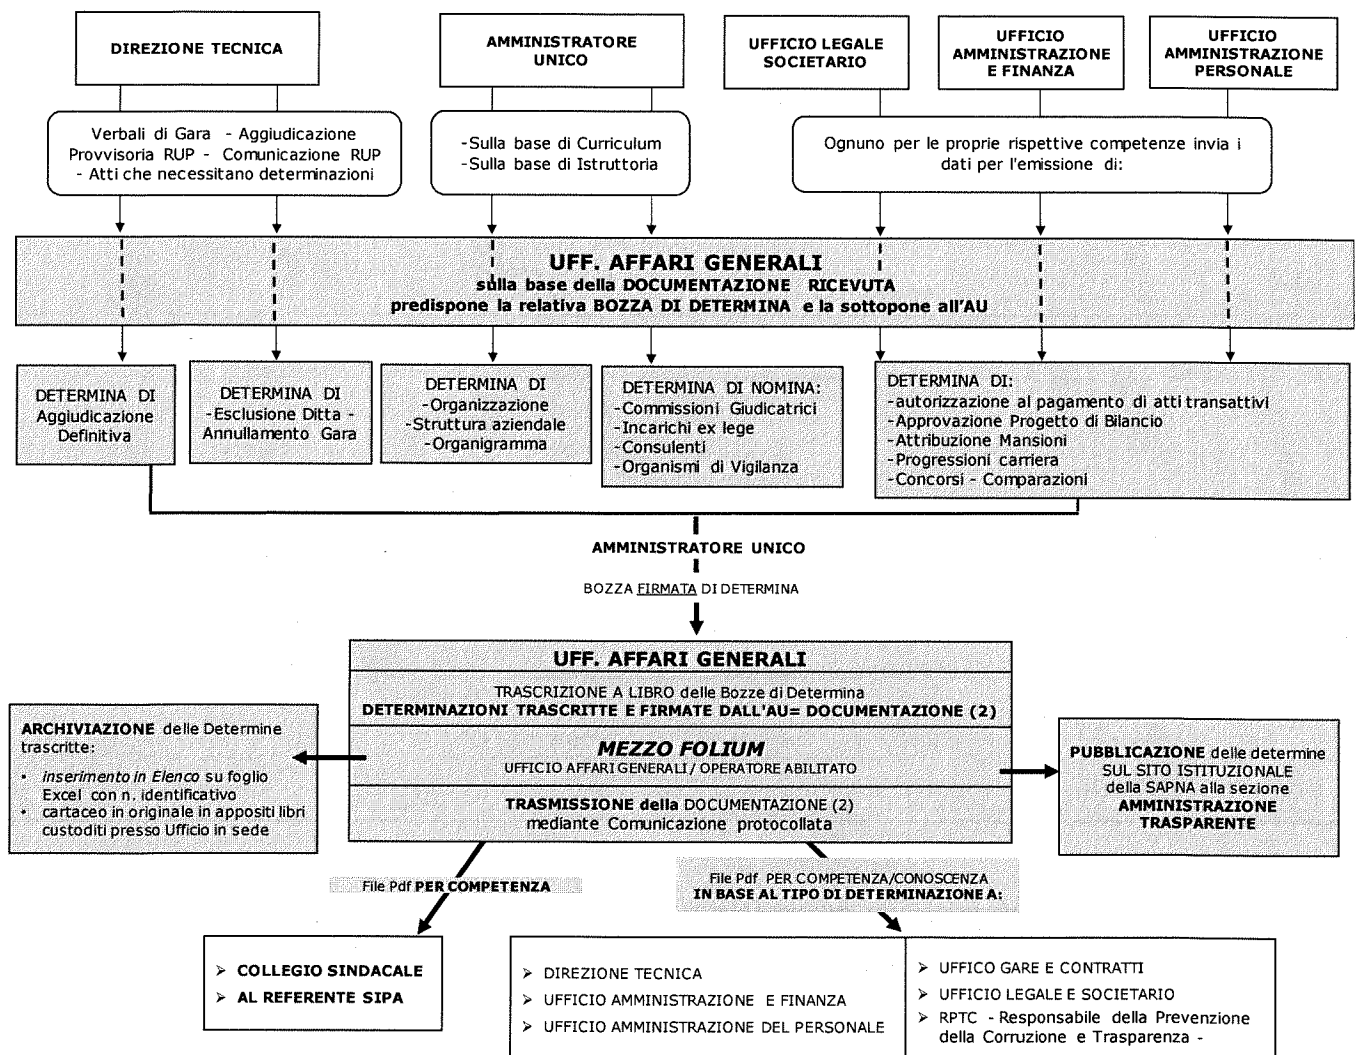 DIREZIONE TECNICA
AMMINISTRATORE
UNICO
UFFICIO LEGALE
SOCIETARIO
UFFICIO
AMMINISTRAZIONE
E FINANZA
UFFICIO
AMMINISTRAZIONE
PERSONALE
Verbali di Gara - Aggiudicazione
Provvisoria RUP - Comunicazione RUP
- Atti che necessitano determinazioni
-Sulla base di Curriculum
-Sulla base di Istruttoria
Ognuno per le proprie rispettive competenze invia i
dati per l'emissione di:
UFF. AFFARI GENERALI
sulla base della DOCUMENTAZIONE RICEVUTA
predispone la relativa BOZZA DI DETERMINA e la sottopone all'AU
DETERMINA DI
Aggiudicazione
Definitiva
DETERMINA DI
-Esclusione Ditta -
Annullamento Gara
DETERMINA DI
-Organizzazione
-Struttura aziendale
-Organigramma
DETERMINA DI NOMINA:
-Commissioni Giudicatrici
-Incarichi ex lege
-Consulenti
-Organismi di Vigilanza
DETERMINA DI:
-autorizzazione al pagamento di atti transattivi
-Approvazione Progetto di Bilancio
-Attribuzione Mansioni
-Progressioni carriera
-Concorsi - Comparazioni
AMMINISTRATORE UNICO
BOZZA FIRMATA DI DETERMINA
UFF. AFFARI GENERALI
TRASCRIZIONE A LIBRO delle Bozze di Determina
DETERMINAZIONI TRASCRITTE E FIRMATE DALL'AU= DOCUMENTAZIONE (2)
MEZZO FOLIUM
UFFICIO AFFARI GENERALI / OPERATORE ABILITATO
TRASMISSIONE della DOCUMENTAZIONE (2)
mediante Comunicazione protocollata
ARCHIVIAZIONE delle Determine
trascritte:
• inserimento in Elenco su foglio
Excel con n. identificativo
• cartaceo in originale in appositi libri
custoditi presso Ufficio in sede
PUBBLICAZIONE delle determine
SUL SITO ISTITUZIONALE
della SAPNA alla sezione
AMMINISTRAZIONE
TRASPARENTE
File Pdf PER COMPETENZA
File Pdf PER COMPETENZA/CONOSCENZA
IN BASE AL TIPO DI DETERMINAZIONE A:
➢ COLLEGIO SINDACALE
➢ AL REFERENTE SIPA
➢ DIREZIONE TECNICA
➢ UFFICIO AMMINISTRAZIONE E FINANZA
➢ UFFICIO AMMINISTRAZIONE DEL PERSONALE
➢ UFFICO GARE E CONTRATTI
➢ UFFICIO LEGALE E SOCIETARIO
➢ RPTC - Responsabile della Prevenzione
della Corruzione e Trasparenza -